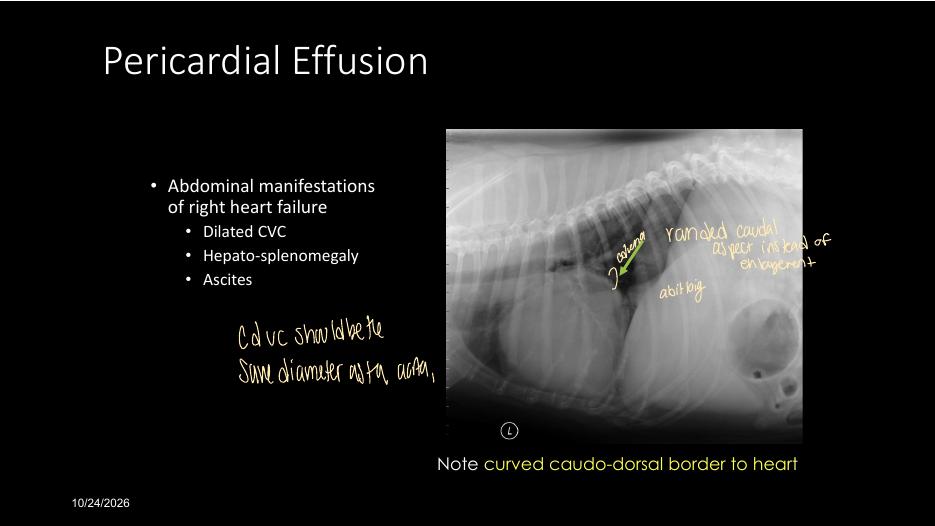 Pericardial Effusion
• Abdominal manifestations
of right heart failure
• Dilated CVC
• Hepato-splenomegaly
• Ascites
Cd vc should be the
Same diameter as the aorta,
rounded caudal
aspect instead of
enlargement
a bit big
L
Note curved caudo-dorsal border to heart
10/24/2026